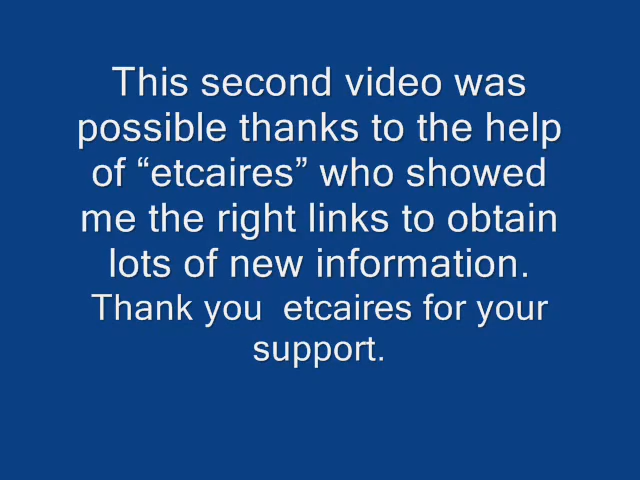 This second video was
possible thanks to the help
of “etcaires” who showed
me the right links to obtain
lots of new information.
Thank you  etcaires for your
support.